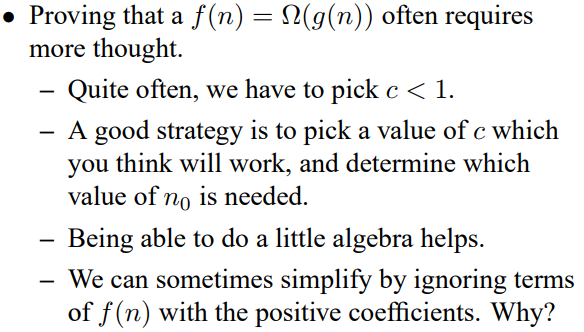 • Proving that a f(n) = Ω(g(n)) often requires
more thought.
– Quite often, we have to pick c < 1.
– A good strategy is to pick a value of c which
you think will work, and determine which
value of n₀ is needed.
– Being able to do a little algebra helps.
– We can sometimes simplify by ignoring terms
of f(n) with the positive coefficients. Why?